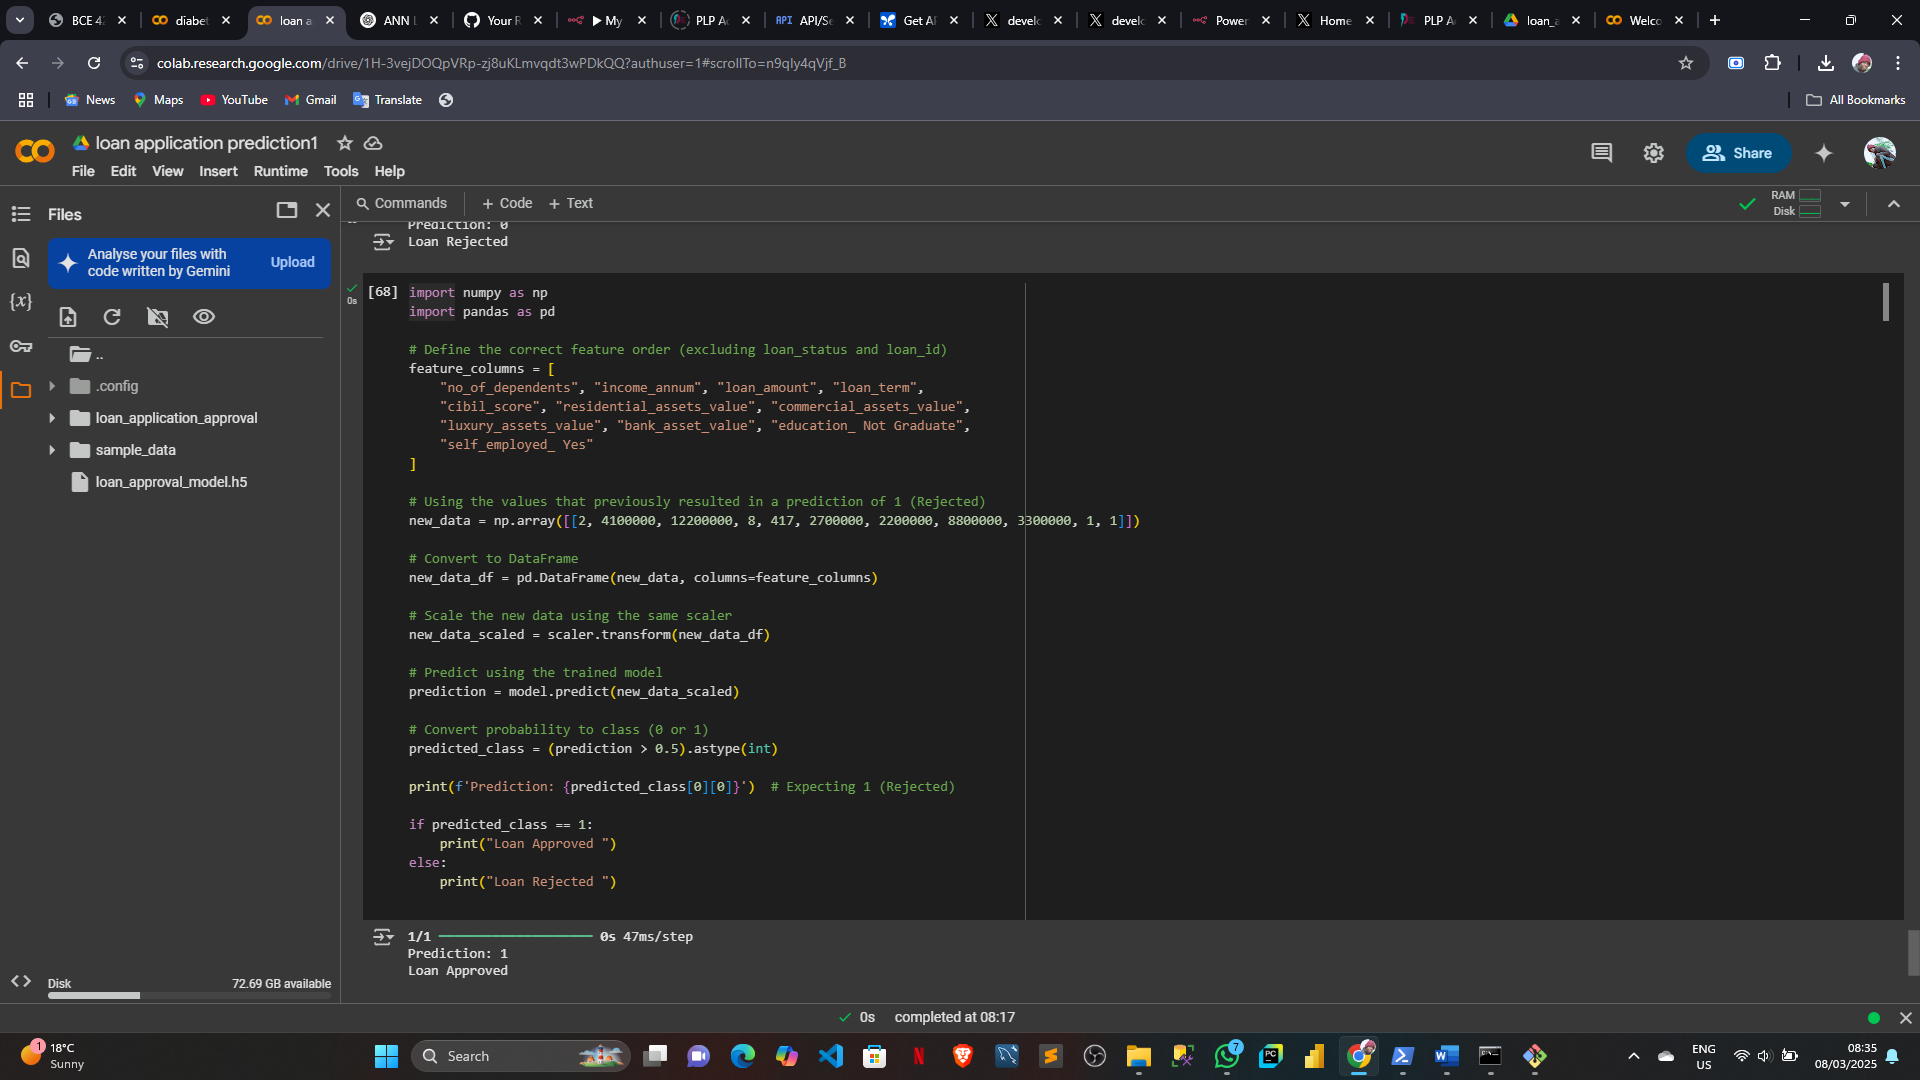 BCE 4
diabet
loan a
ANN L
Your R
▶ My
PLP A
API/Se
Get A
develo
develo
Power
Home
PLP A
loan_a
Welco
colab.research.google.com/drive/1H-3vejDOQpVRp-zj8uKLmvqdt3wPDkQQ?authuser=1#scrollTo=n9qIy4qVjf_B
News
Maps
YouTube
Gmail
Translate
All Bookmarks
loan application prediction1
File Edit View Insert Runtime Tools Help
Share
Files
Commands
+ Code + Text
RAM
Disk
Analyse your files with
code written by Gemini
Upload
{x}
..
.config
loan_application_approval
sample_data
loan_approval_model.h5
Disk
72.69 GB available
Prediction: 0
Loan Rejected
0s
[68]
import numpy as np
import pandas as pd
# Define the correct feature order (excluding loan_status and loan_id)
feature_columns = [
"no_of_dependents", "income_annum", "loan_amount", "loan_term",
"cibil_score", "residential_assets_value", "commercial_assets_value",
"luxury_assets_value", "bank_asset_value", "education_ Not Graduate",
"self_employed_ Yes"
]
# Using the values that previously resulted in a prediction of 1 (Rejected)
new_data = np.array([[2, 4100000, 12200000, 8, 417, 2700000, 2200000, 8800000, 3300000, 1, 1]])
# Convert to DataFrame
new_data_df = pd.DataFrame(new_data, columns=feature_columns)
# Scale the new data using the same scaler
new_data_scaled = scaler.transform(new_data_df)
# Predict using the trained model
prediction = model.predict(new_data_scaled)
# Convert probability to class (0 or 1)
predicted_class = (prediction > 0.5).astype(int)
print(f'Prediction: {predicted_class[0][0]}')  # Expecting 1 (Rejected)
if predicted_class == 1:
print("Loan Approved ")
else:
print("Loan Rejected ")
1/1 ━━━━━━━━━━━━━━━━━━━━ 0s 47ms/step
Prediction: 1
Loan Approved
0s completed at 08:17
1
18°C
Sunny
Search
7
ENG
US
08:35
08/03/2025